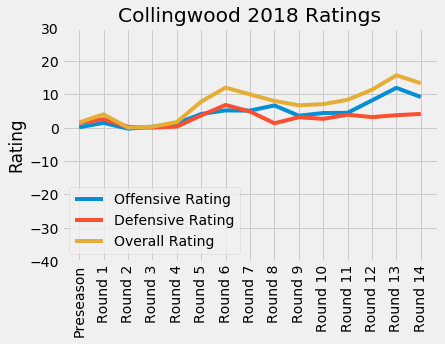 Collingwood 2018 Ratings
Rating
30
20
10
0
−10
−20
−30
−40
Offensive Rating
Defensive Rating
Overall Rating
Preseason
Round 1
Round 2
Round 3
Round 4
Round 5
Round 6
Round 7
Round 8
Round 9
Round 10
Round 11
Round 12
Round 13
Round 14